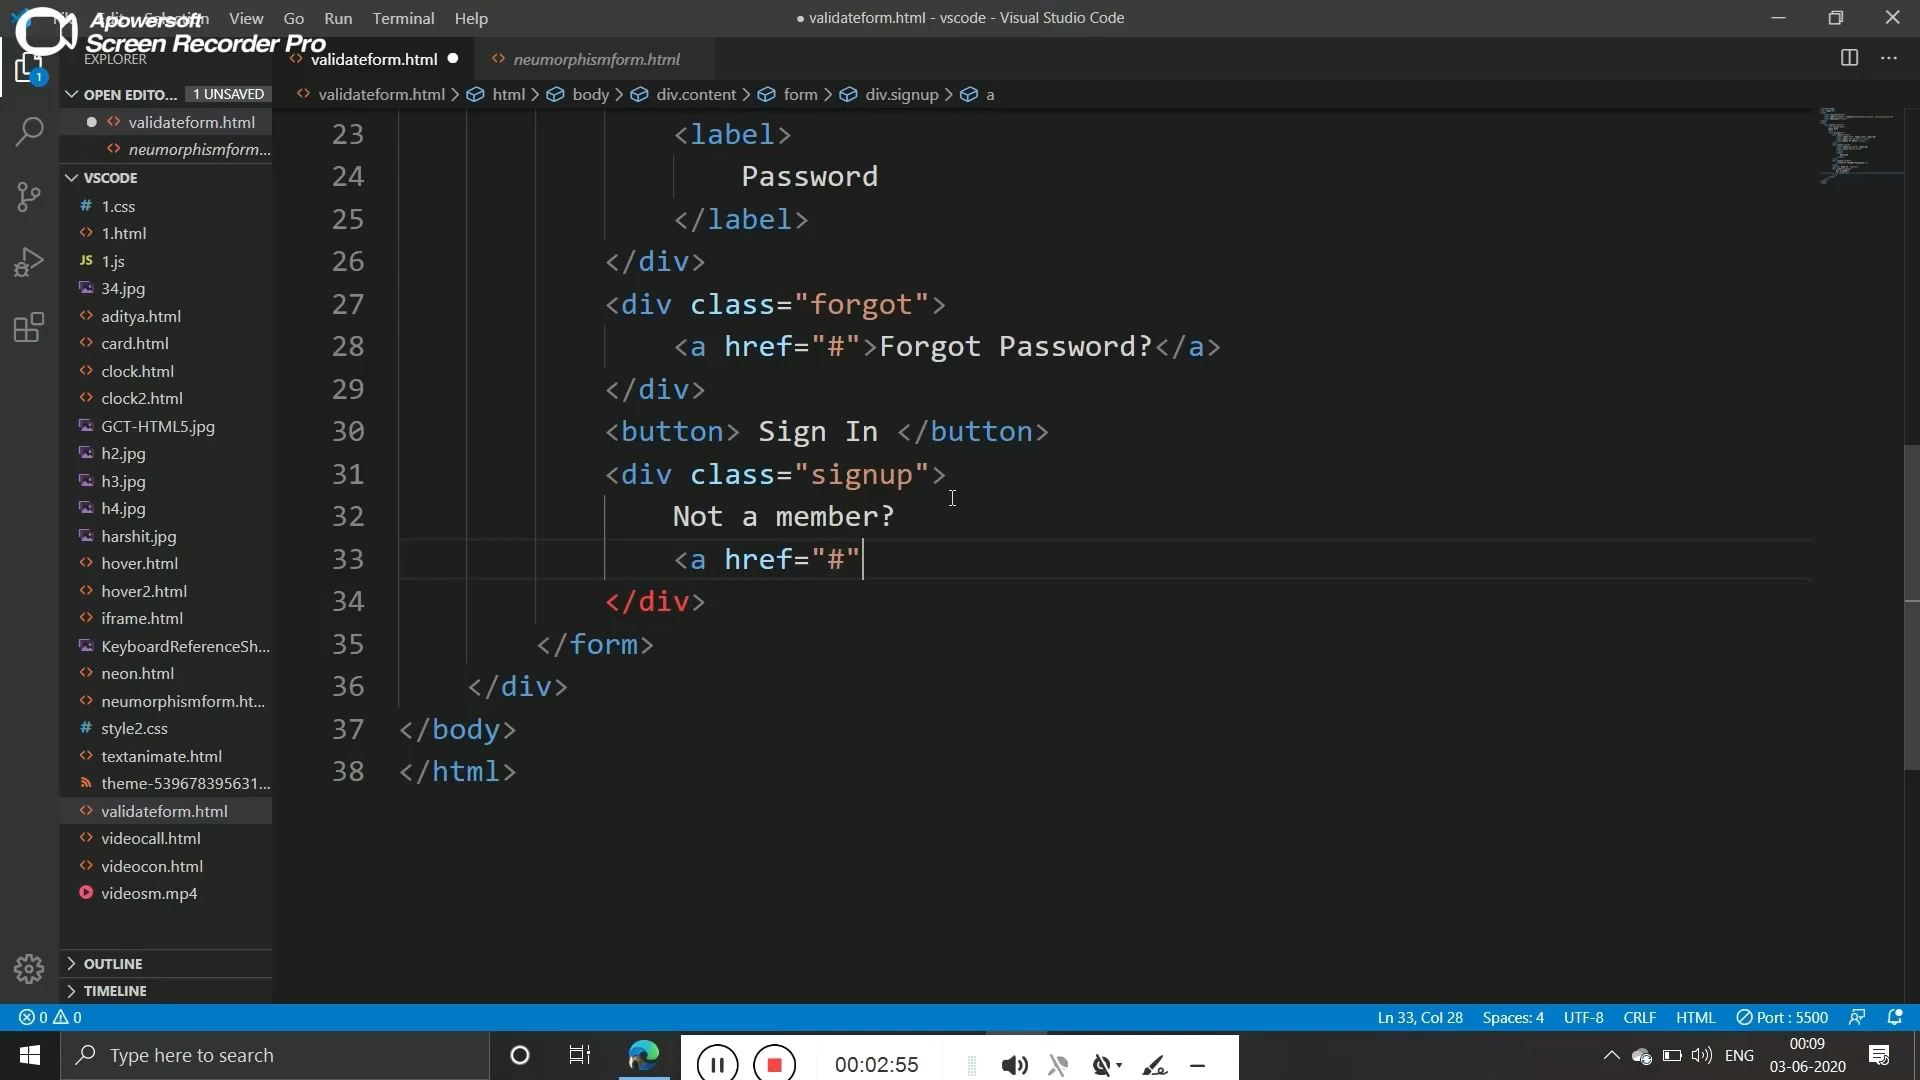 File Edit Selection View Go Run Terminal Help
● validateform.html - vscode - Visual Studio Code
Apowersoft
Screen Recorder Pro
EXPLORER
1
OPEN EDITO... 1 UNSAVED
validateform.html
neumorphismform...
VSCODE
# 1.css
1.html
JS 1.js
34.jpg
aditya.html
card.html
clock.html
clock2.html
GCT-HTML5.jpg
h2.jpg
h3.jpg
h4.jpg
harshit.jpg
hover.html
hover2.html
iframe.html
KeyboardReferenceSh...
neon.html
neumorphismform.ht...
# style2.css
textanimate.html
theme-539678395631...
validateform.html
videocall.html
videocon.html
videosm.mp4
OUTLINE
TIMELINE
validateform.html ● neumorphismform.html
validateform.html > html > body > div.content > form > div.signup > a
23 <label>
24 Password
25 </label>
26 </div>
27 <div class="forgot">
28 <a href="#">Forgot Password?</a>
29 </div>
30 <button> Sign In </button>
31 <div class="signup">
32 Not a member?
33 <a href="#"
34 </div>
35 </form>
36 </div>
37 </body>
38 </html>
0 0 Ln 33, Col 28 Spaces: 4 UTF-8 CRLF HTML Port : 5500
Type here to search
00:02:55
ENG
00:09
03-06-2020